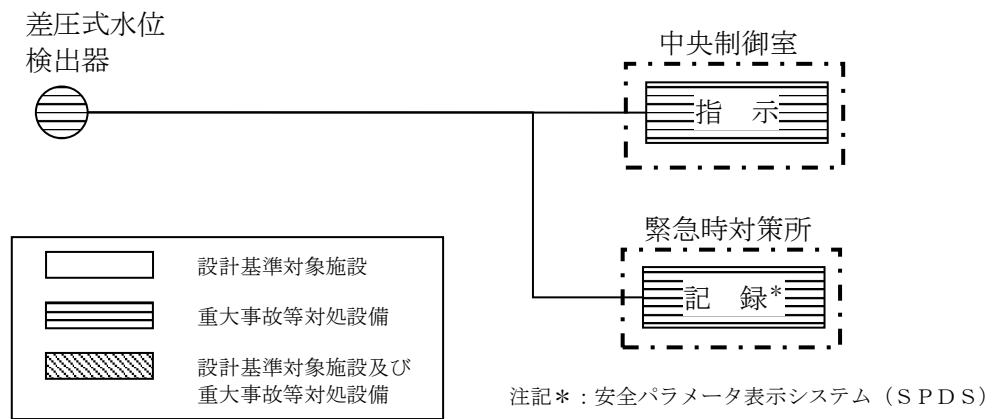 差圧式水位
検出器
中央制御室
指　示
緊急時対策所
記　録*
設計基準対象施設
重大事故等対処設備
設計基準対象施設及び
重大事故等対処設備
注記＊：安全パラメータ表示システム（ＳＰＤＳ）